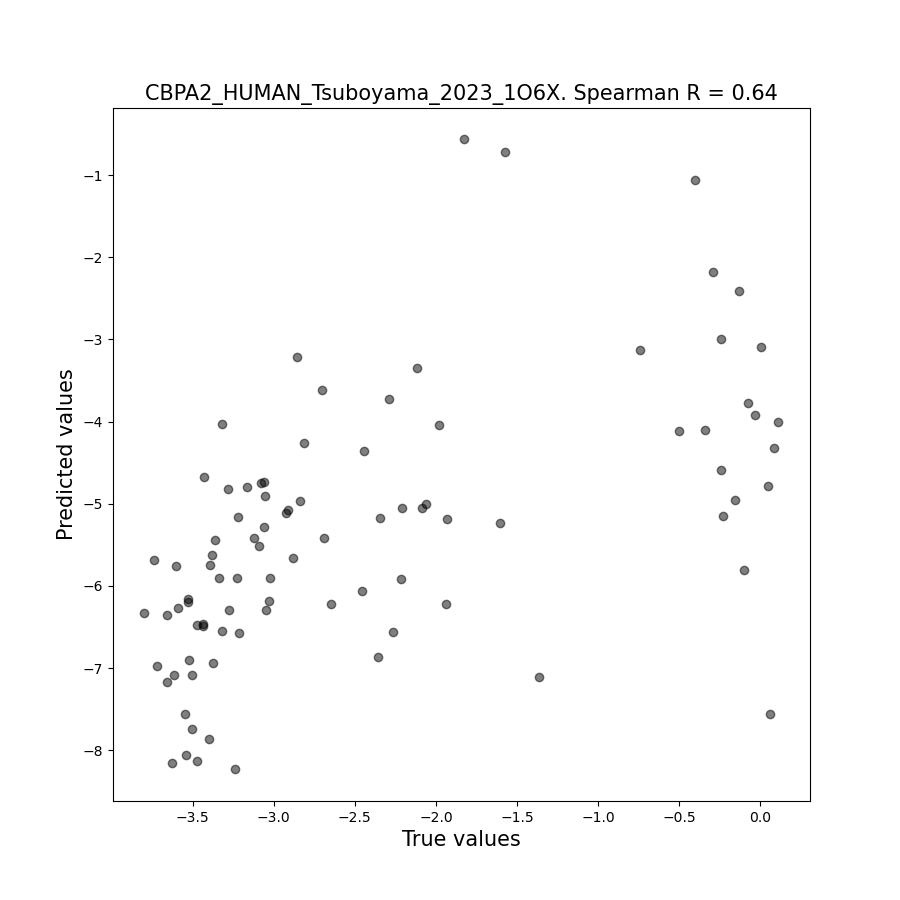 CBPA2_HUMAN_Tsuboyama_2023_1O6X. Spearman R = 0.64
−1
−2
−3
−4
−5
−6
−7
−8
Predicted values
−3.5 −3.0 −2.5 −2.0 −1.5 −1.0 −0.5 0.0
True values